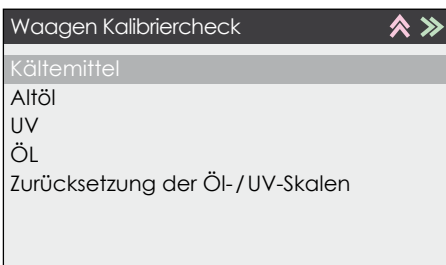 Waagen Kalibriercheck
Kältemittel
Altöl
UV
ÖL
Zurücksetzung der Öl-/UV-Skalen